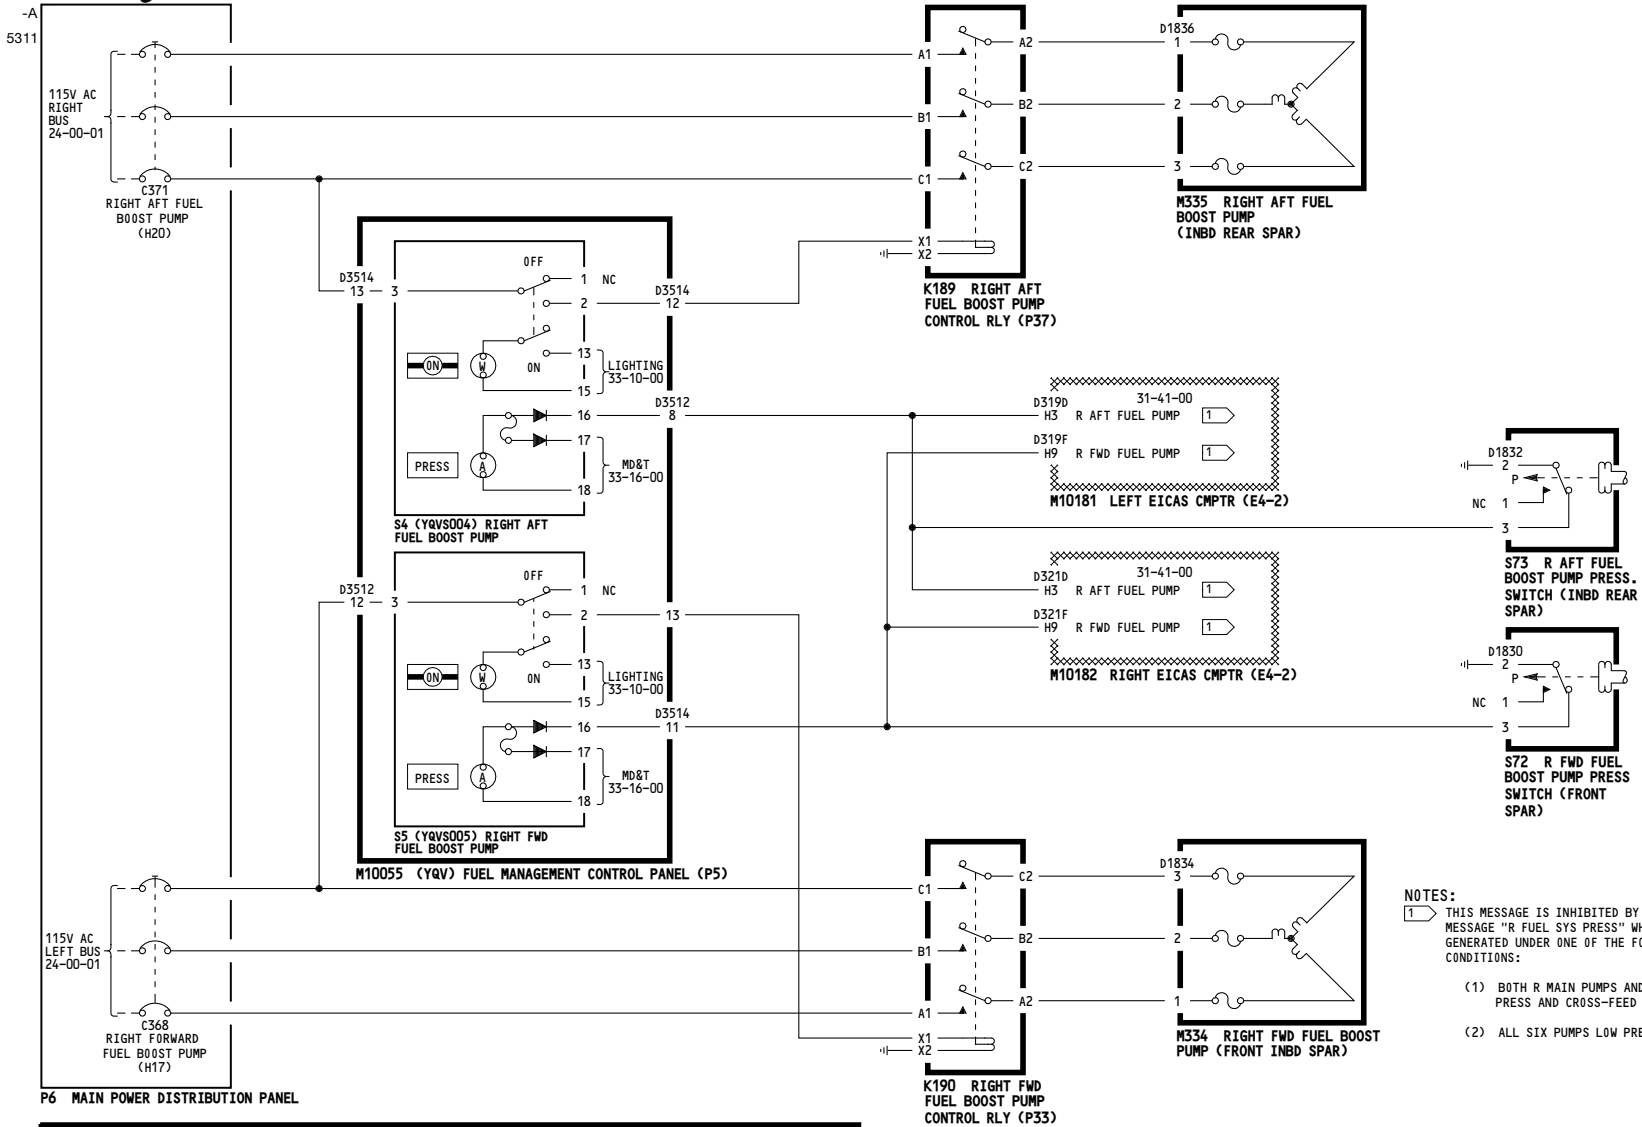 -A
5311
115V AC
RIGHT
BUS
24-00-01
C371
RIGHT AFT FUEL
BOOST PUMP
(H20)
A1
B1
C1
X1
X2
A2
B2
C2
K189 RIGHT AFT
FUEL BOOST PUMP
CONTROL RLY (P37)
D1836
1
2
3
M335 RIGHT AFT FUEL
BOOST PUMP
(INBD REAR SPAR)
D3514
13
3
OFF
1 NC
2
D3514
12
ON
W
ON
13
15
LIGHTING
33-10-00
16
D3512
8
17
PRESS
A
18
MD&T
33-16-00
S4 (YQVS004) RIGHT AFT
FUEL BOOST PUMP
D3512
12
3
OFF
1 NC
2
13
ON
W
ON
13
15
LIGHTING
33-10-00
16
D3514
11
17
PRESS
A
18
MD&T
33-16-00
S5 (YQVS005) RIGHT FWD
FUEL BOOST PUMP
M10055 (YQV) FUEL MANAGEMENT CONTROL PANEL (P5)
D319D
31-41-00
H3 R AFT FUEL PUMP 1
D319F
H9 R FWD FUEL PUMP 1
M10181 LEFT EICAS CMPTR (E4-2)
D321D
31-41-00
H3 R AFT FUEL PUMP 1
D321F
H9 R FWD FUEL PUMP 1
M10182 RIGHT EICAS CMPTR (E4-2)
D1832
2
P
NC 1
3
S73 R AFT FUEL
BOOST PUMP PRESS.
SWITCH (INBD REAR
SPAR)
D1830
2
P
NC 1
3
S72 R FWD FUEL
BOOST PUMP PRESS
SWITCH (FRONT
SPAR)
115V AC
LEFT BUS
24-00-01
C368
RIGHT FORWARD
FUEL BOOST PUMP
(H17)
P6 MAIN POWER DISTRIBUTION PANEL
C1
B1
A1
X1
X2
C2
B2
A2
K190 RIGHT FWD
FUEL BOOST PUMP
CONTROL RLY (P33)
D1834
3
2
1
M334 RIGHT FWD FUEL BOOST
PUMP (FRONT INBD SPAR)
NOTES:
1 THIS MESSAGE IS INHIBITED BY
MESSAGE "R FUEL SYS PRESS" WH
GENERATED UNDER ONE OF THE FO
CONDITIONS:
(1) BOTH R MAIN PUMPS AND
PRESS AND CROSS-FEED
(2) ALL SIX PUMPS LOW PRE